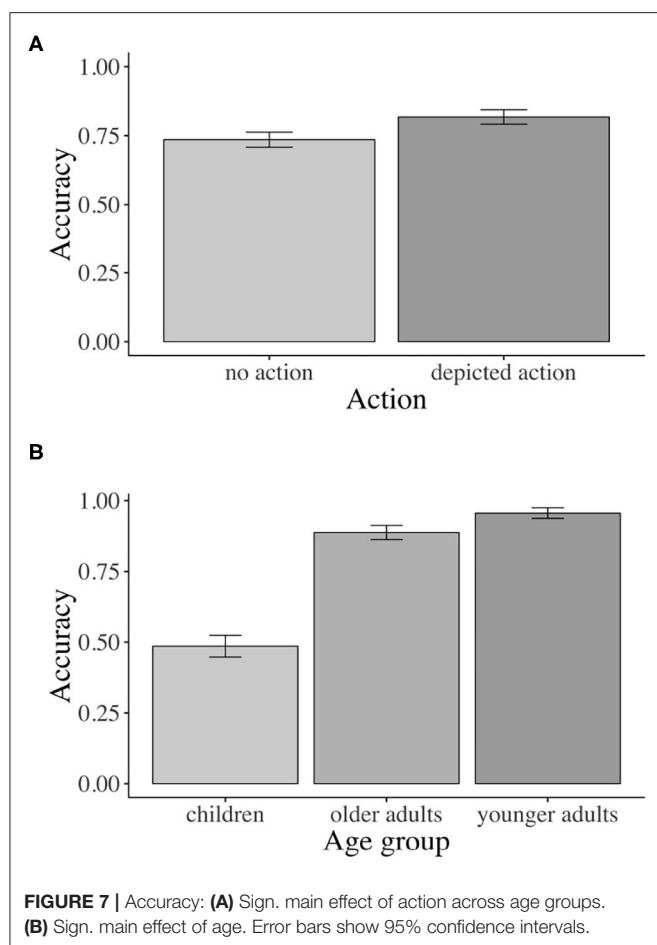 A
1.00
0.75
0.50
0.25
0.00
Accuracy
no action depicted action
Action
B
1.00
0.75
0.50
0.25
0.00
Accuracy
children older adults younger adults
Age group
FIGURE 7 | Accuracy: (A) Sign. main effect of action across age groups.
(B) Sign. main effect of age. Error bars show 95% confidence intervals.